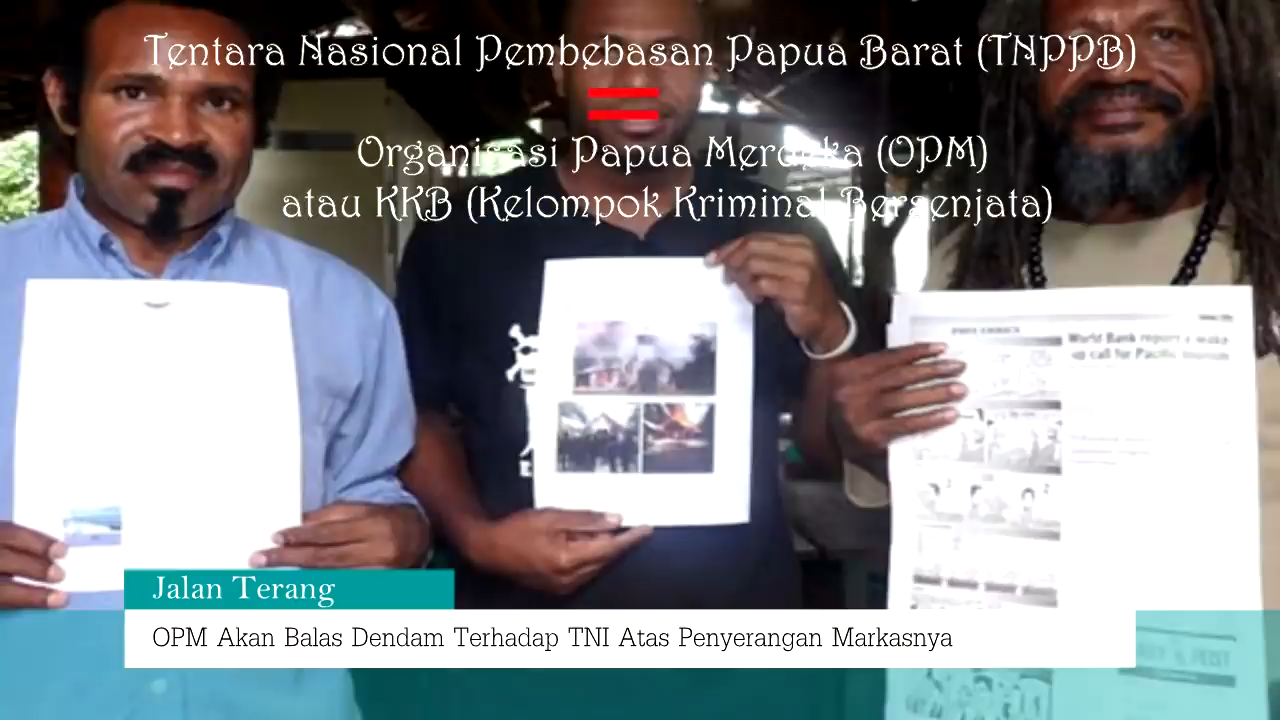 Tentara Nasional Pembebasan Papua Barat (TNPPB)
=
Organisasi Papua Merdeka (OPM)
atau KKB (Kelompok Kriminal Bersenjata)
World Bank report a wake
up call for Pacific tourism
Jalan Terang
OPM Akan Balas Dendam Terhadap TNI Atas Penyerangan Markasnya